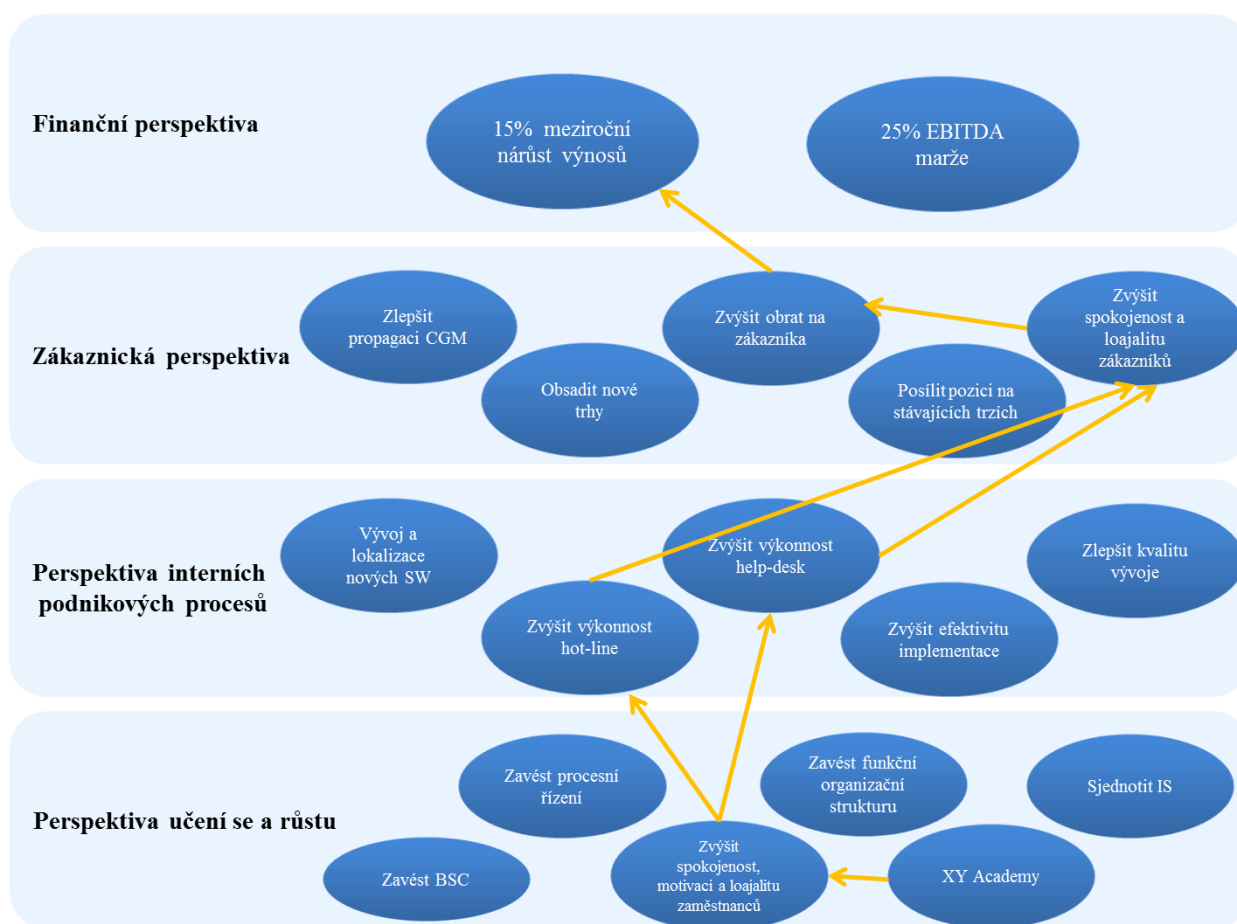 Finanční perspektiva
15% meziroční
nárůst výnosů
25% EBITDA
marže
Zákaznická perspektiva
Zlepšit
propagaci CGM
Obsadit nové
trhy
Zvýšit obrat na
zákazníka
Posílit pozici na
stávajících trzích
Zvýšit
spokojenost a
loajalitu
zákazníků
Perspektiva interních
podnikových procesů
Vývoj a
lokalizace
nových SW
Zvýšit výkonnost
hot-line
Zvýšit výkonnost
help-desk
Zvýšit efektivitu
implementace
Zlepšit kvalitu
vývoje
Perspektiva učení se a růstu
Zavést BSC
Zavést procesní
řízení
Zvýšit
spokojenost,
motivaci a loajalitu
zaměstnanců
Zavést funkční
organizační
strukturu
XY Academy
Sjednotit IS